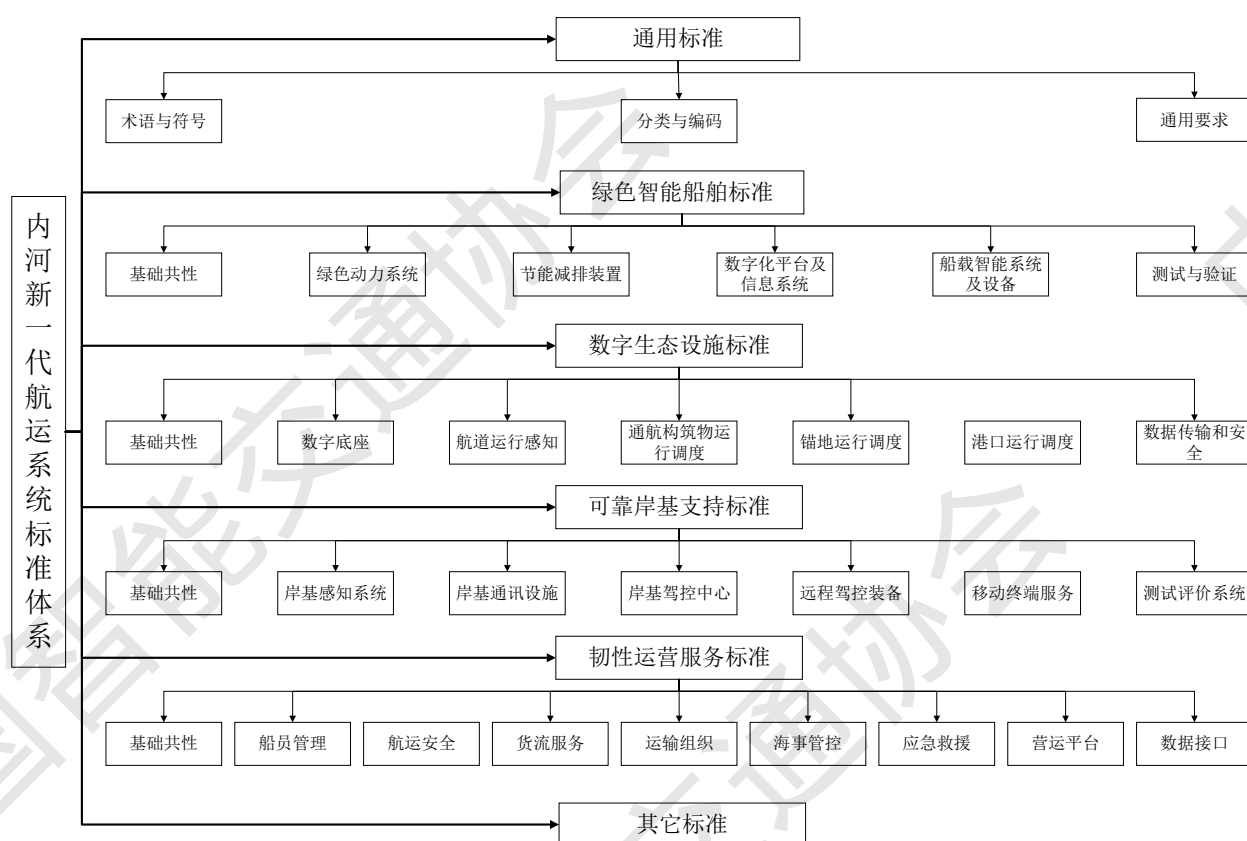 通用标准
术语与符号
分类与编码
通用要求
绿色智能船舶标准
基础共性
绿色动力系统
节能减排装置
数字化平台及
信息系统
船载智能系统
及设备
测试与验证
内河新一代航运系统标准体系
数字生态设施标准
基础共性
数字底座
航道运行感知
通航构筑物运
行调度
锚地运行调度
港口运行调度
数据传输和安
全
可靠岸基支持标准
基础共性
岸基感知系统
岸基通讯设施
岸基驾控中心
远程驾控装备
移动终端服务
测试评价系统
韧性运营服务标准
基础共性
船员管理
航运安全
货流服务
运输组织
海事管控
应急救援
营运平台
数据接口
其它标准
国智能交通协会
交通协会